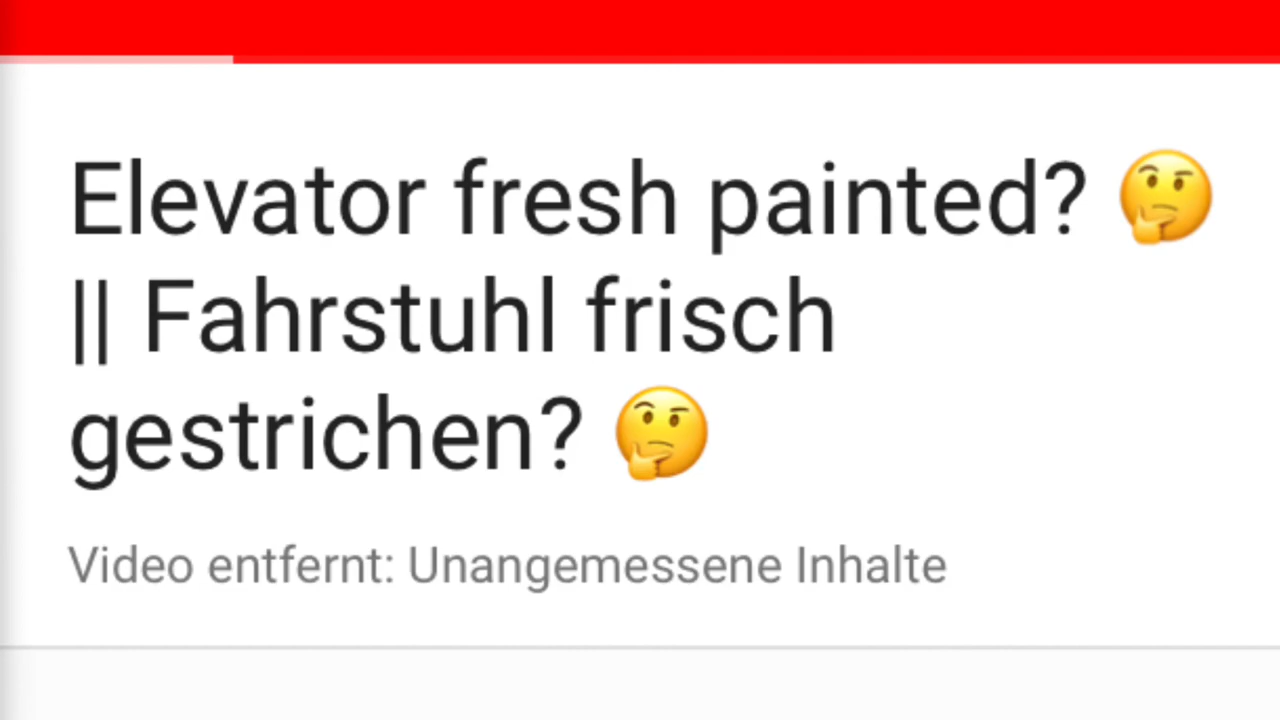 Elevator fresh painted? 🤔
|| Fahrstuhl frisch
gestrichen? 🤔
Video entfernt: Unangemessene Inhalte